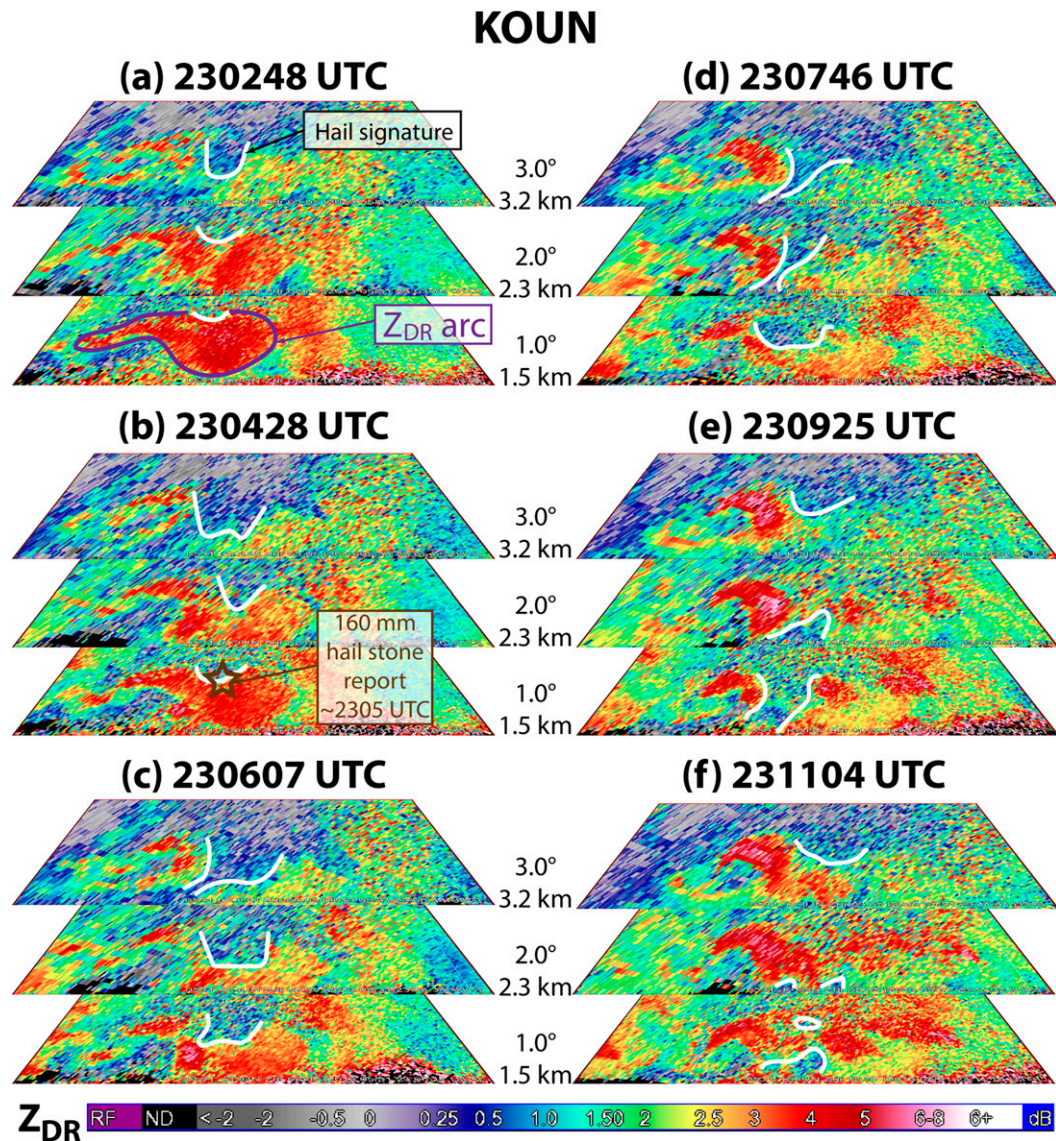 KOUN
(a) 230248 UTC
Hail signature
3.0°
3.2 km
2.0°
2.3 km
Z_DR arc
1.0°
1.5 km
(b) 230428 UTC
3.0°
3.2 km
2.0°
2.3 km
160 mm
hail stone
report
~2305 UTC
1.0°
1.5 km
(c) 230607 UTC
3.0°
3.2 km
2.0°
2.3 km
1.0°
1.5 km
(d) 230746 UTC
(e) 230925 UTC
(f) 231104 UTC
Z_DR RF ND < -2 -2 -0.5 0 0.25 0.5 1.0 1.50 2 2.5 3 4 5 6-8 6+ dB